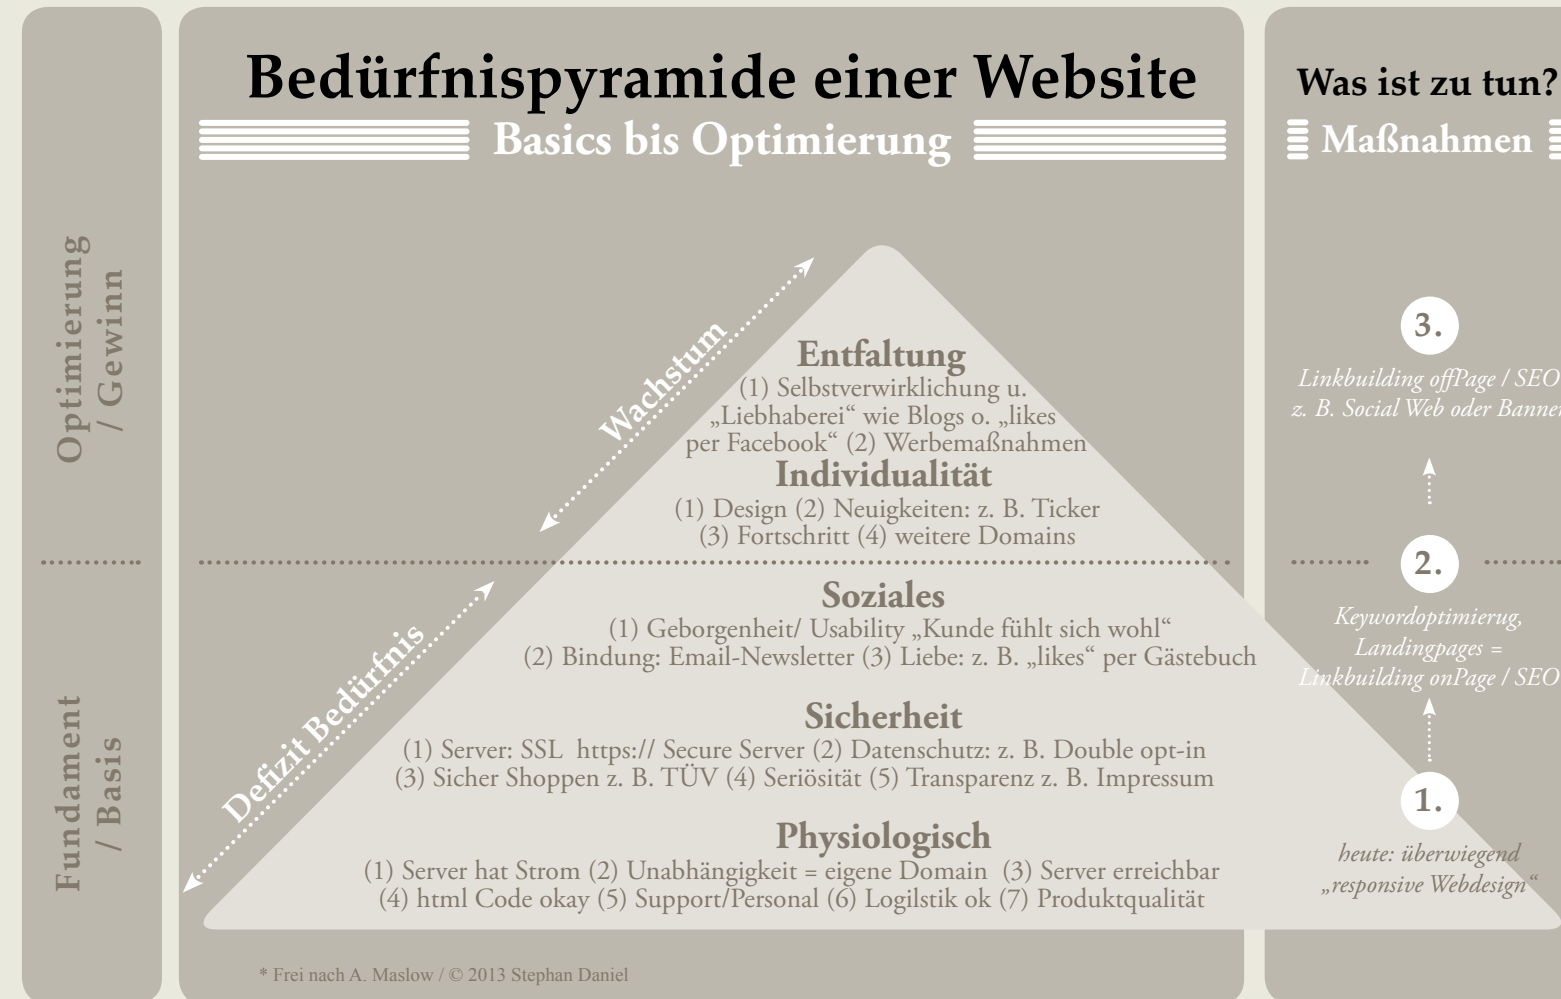 Bedürfnispyramide einer Website
Basics bis Optimierung
Optimierung
/ Gewinn
Fundament
/ Basis
Wachstum
Defizit Bedürfnis
Entfaltung
(1) Selbstverwirklichung u.
„Liebhaberei“ wie Blogs o. „likes
per Facebook“ (2) Werbemaßnahmen
Individualität
(1) Design (2) Neuigkeiten: z. B. Ticker
(3) Fortschritt (4) weitere Domains
Soziales
(1) Geborgenheit/ Usability „Kunde fühlt sich wohl“
(2) Bindung: Email-Newsletter (3) Liebe: z. B. „likes“ per Gästebuch
Sicherheit
(1) Server: SSL  https:// Secure Server (2) Datenschutz: z. B. Double opt-in
(3) Sicher Shoppen z. B. TÜV (4) Seriösität (5) Transparenz z. B. Impressum
Physiologisch
(1) Server hat Strom (2) Unabhängigkeit = eigene Domain  (3) Server erreichbar
(4) html Code okay (5) Support/Personal (6) Logilstik ok (7) Produktqualität
* Frei nach A. Maslow / © 2013 Stephan Daniel
Was ist zu tun?
Maßnahmen
3.
Linkbuilding offPage / SEO
z. B. Social Web oder Banner
2.
Keywordoptimierug,
Landingpages =
Linkbuilding onPage / SEO
1.
heute: überwiegend
„responsive Webdesign“